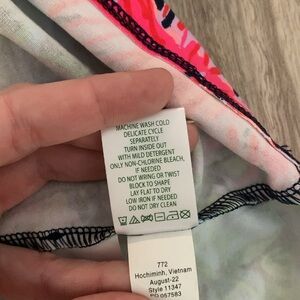 MACHINE WASH COLD
DELICATE CYCLE
SEPARATELY
TURN INSIDE OUT
WITH MILD DETERGENT
ONLY NON-CHLORINE BLEACH,
IF NEEDED
DO NOT WRING OR TWIST
BLOCK TO SHAPE
LAY FLAT TO DRY
LOW IRON IF NEEDED
DO NOT DRY CLEAN
772
Hochiminh, Vietnam
August-22
Style 11347
057583